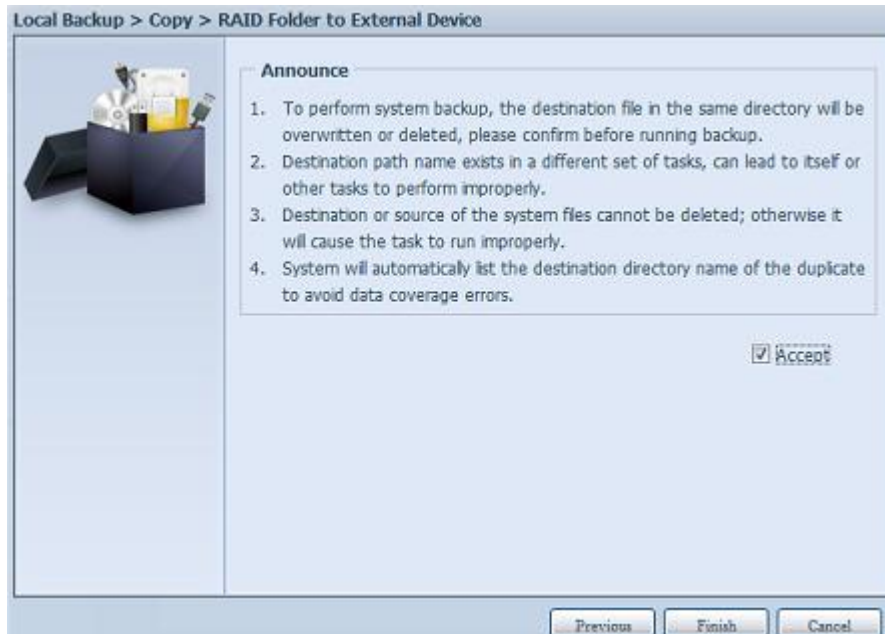 Local Backup > Copy > RAID Folder to External Device
Announce
1. To perform system backup, the destination file in the same directory will be
overwritten or deleted, please confirm before running backup.
2. Destination path name exists in a different set of tasks, can lead to itself or
other tasks to perform improperly.
3. Destination or source of the system files cannot be deleted; otherwise it
will cause the task to run improperly.
4. System will automatically list the destination directory name of the duplicate
to avoid data coverage errors.
Accept
Previous Finish Cancel